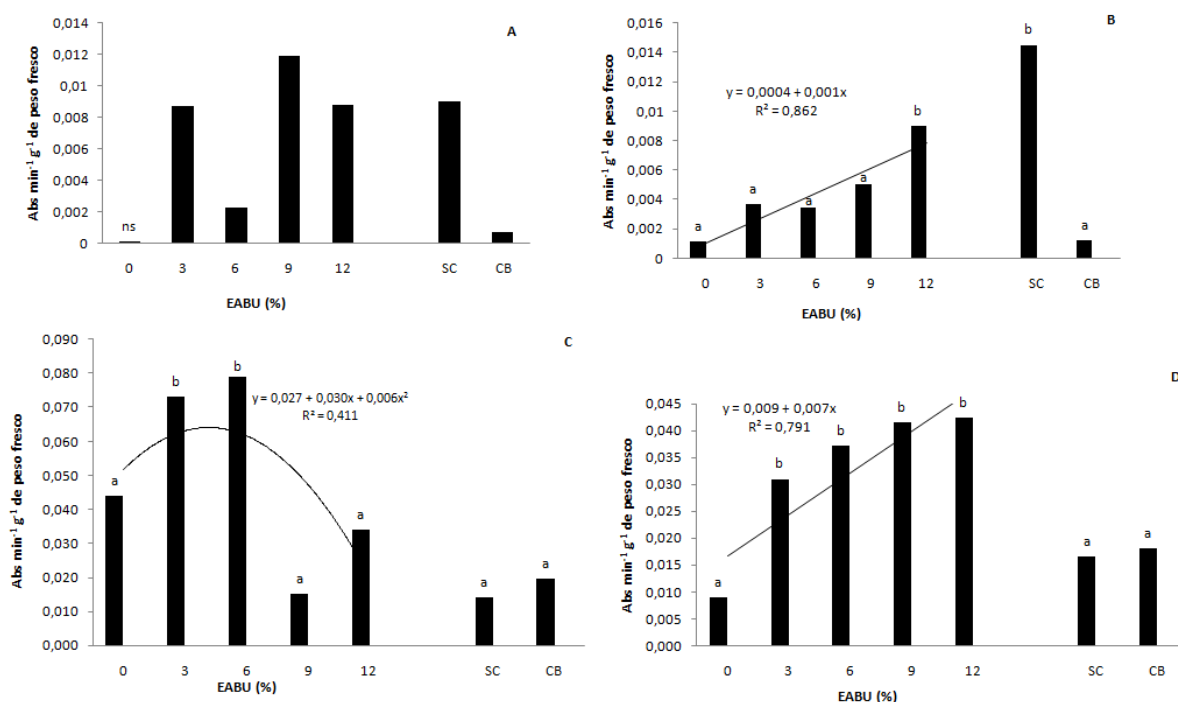 A
Abs min⁻¹ g⁻¹ de peso fresco
0,014
0,012
0,01
0,008
0,006
0,004
0,002
0
ns
0 3 6 9 12 SC CB
EABU (%)
B
Abs min⁻¹ g⁻¹ de peso fresco
0,016
0,014
0,012
0,01
0,008
0,006
0,004
0,002
0
y = 0,0004 + 0,001x
R² = 0,862
a a a a b b a
0 3 6 9 12 SC CB
EABU (%)
C
Abs min⁻¹ g⁻¹ de peso fresco
0,090
0,080
0,070
0,060
0,050
0,040
0,030
0,020
0,010
0,000
y = 0,027 + 0,030x + 0,006x²
R² = 0,411
a b b a a a a
0 3 6 9 12 SC CB
EABU (%)
D
Abs min⁻¹ g⁻¹ de peso fresco
0,045
0,040
0,035
0,030
0,025
0,020
0,015
0,010
0,005
0,000
y = 0,009 + 0,007x
R² = 0,791
a b b b b a a
0 3 6 9 12 SC CB
EABU (%)